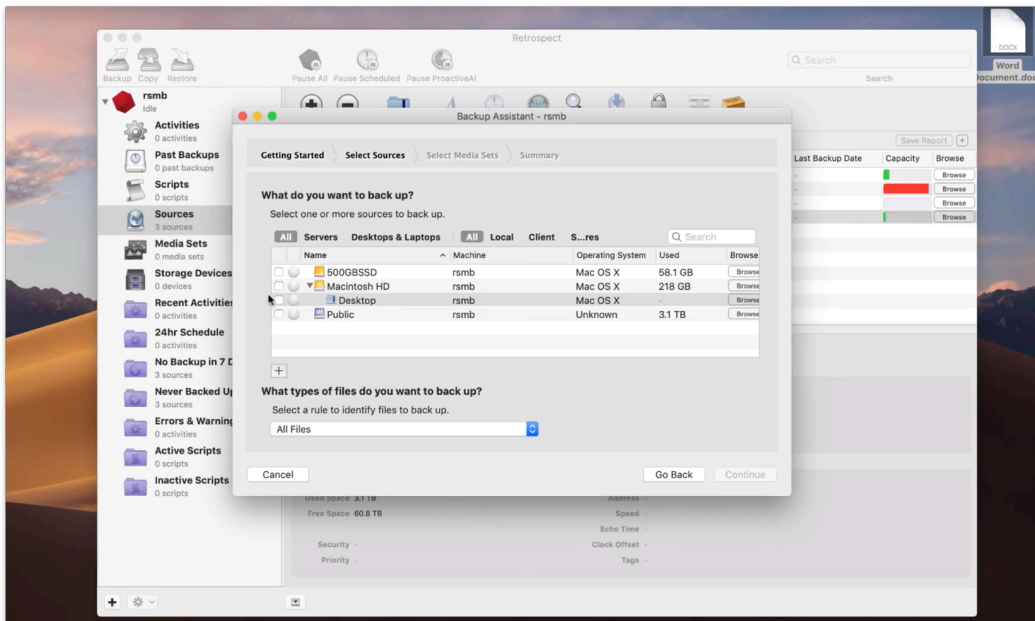 Retrospect
DOCX
Word
Document.doc
Backup Copy Restore
Pause All Pause Scheduled Pause ProactiveAI
Search
Search
rsmb
Idle
Activities
0 activities
Past Backups
0 past backups
Scripts
0 scripts
Sources
3 sources
Media Sets
0 media sets
Storage Devices
0 devices
Recent Activities
0 activities
24hr Schedule
0 activities
No Backup in 7 D
3 sources
Never Backed Up
3 sources
Errors & Warning
0 activities
Active Scripts
0 scripts
Inactive Scripts
0 scripts
Save Report +
Last Backup Date Capacity Browse
- Browse
- Browse
- Browse
- Browse
Backup Assistant - rsmb
Getting Started Select Sources Select Media Sets Summary
What do you want to back up?
Select one or more sources to back up.
All Servers Desktops & Laptops All Local Client S...res Search
Name Machine Operating System Used Browse
500GBSSD rsmb Mac OS X 58.1 GB Browse
Macintosh HD rsmb Mac OS X 218 GB Browse
Desktop rsmb Mac OS X - Browse
Public rsmb Unknown 3.1 TB Browse
+
What types of files do you want to back up?
Select a rule to identify files to back up.
All Files
Cancel Go Back Continue
Used Space 3.1 TB Address -
Free Space 60.8 TB Speed -
Echo Time -
Security - Clock Offset -
Priority - Tags -